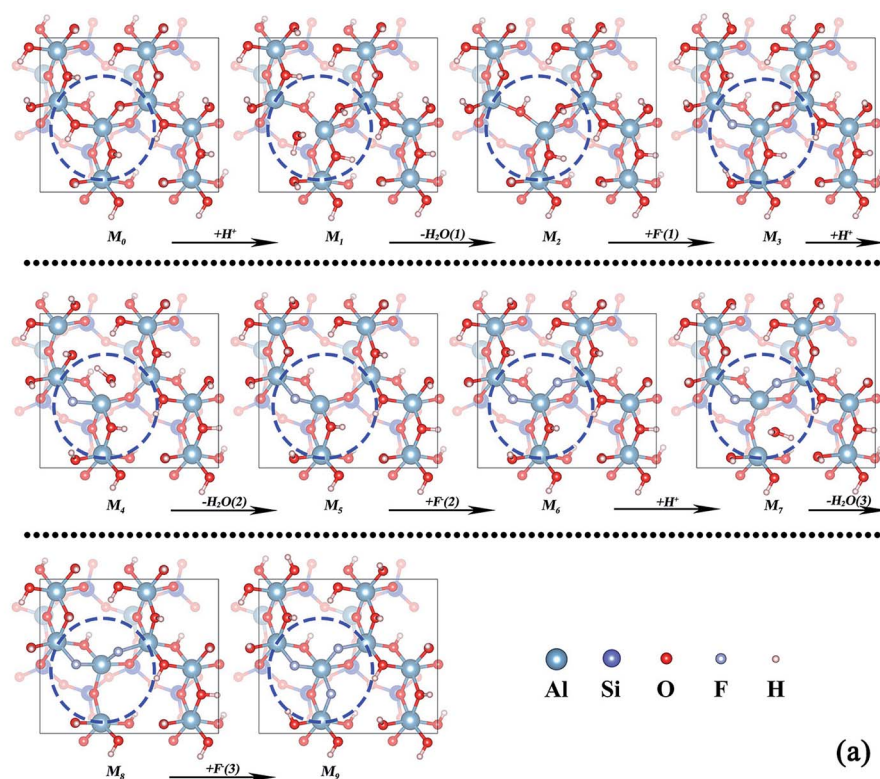 M₀ +H⁺ M₁ -H₂O(1) M₂ +F⁻(1) M₃ +H⁺
M₄ -H₂O(2) M₅ +F⁻(2) M₆ +H⁺ M₇ -H₂O(3)
Al Si O F H
M₈ +F⁻(3) M₉
(a)